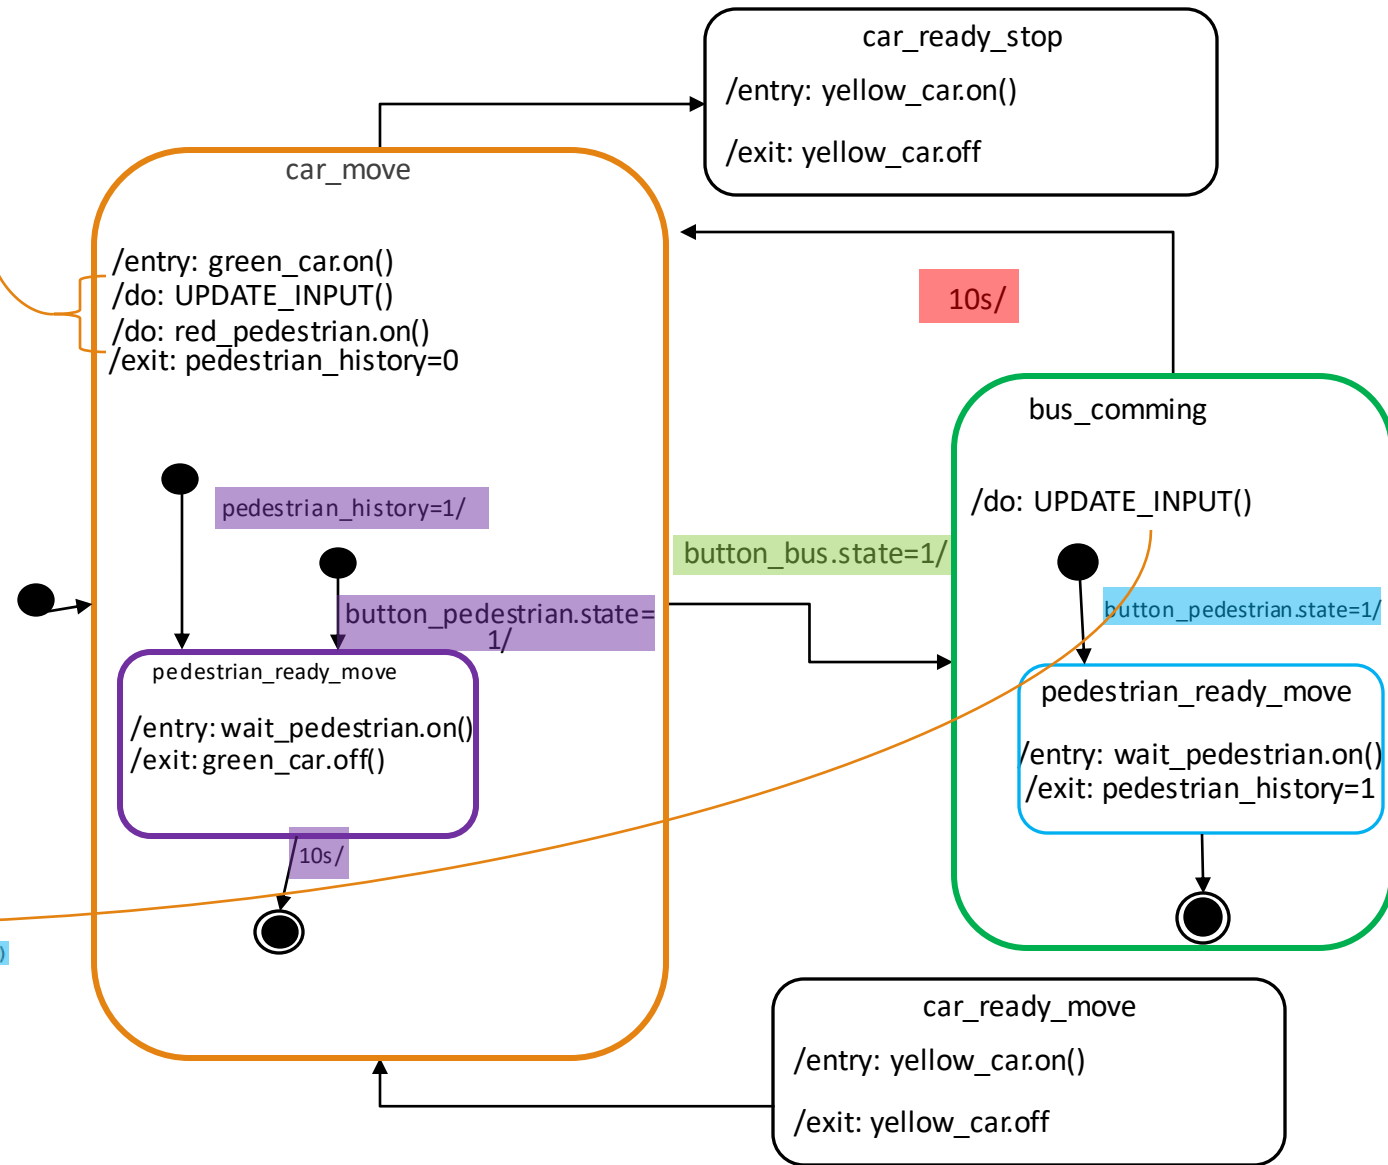 car_ready_stop
/entry: yellow_car.on()
/exit: yellow_car.off
car_move
/entry: green_car.on()
/do: UPDATE_INPUT()
/do: red_pedestrian.on()
/exit: pedestrian_history=0
10s/
bus_comming
/do: UPDATE_INPUT()
pedestrian_history=1/
button_bus.state=1/
button_pedestrian.state=
1/
button_pedestrian.state=1/
pedestrian_ready_move
/entry: wait_pedestrian.on()
/exit: green_car.off()
pedestrian_ready_move
/entry: wait_pedestrian.on()
/exit: pedestrian_history=1
10s/
)
car_ready_move
/entry: yellow_car.on()
/exit: yellow_car.off